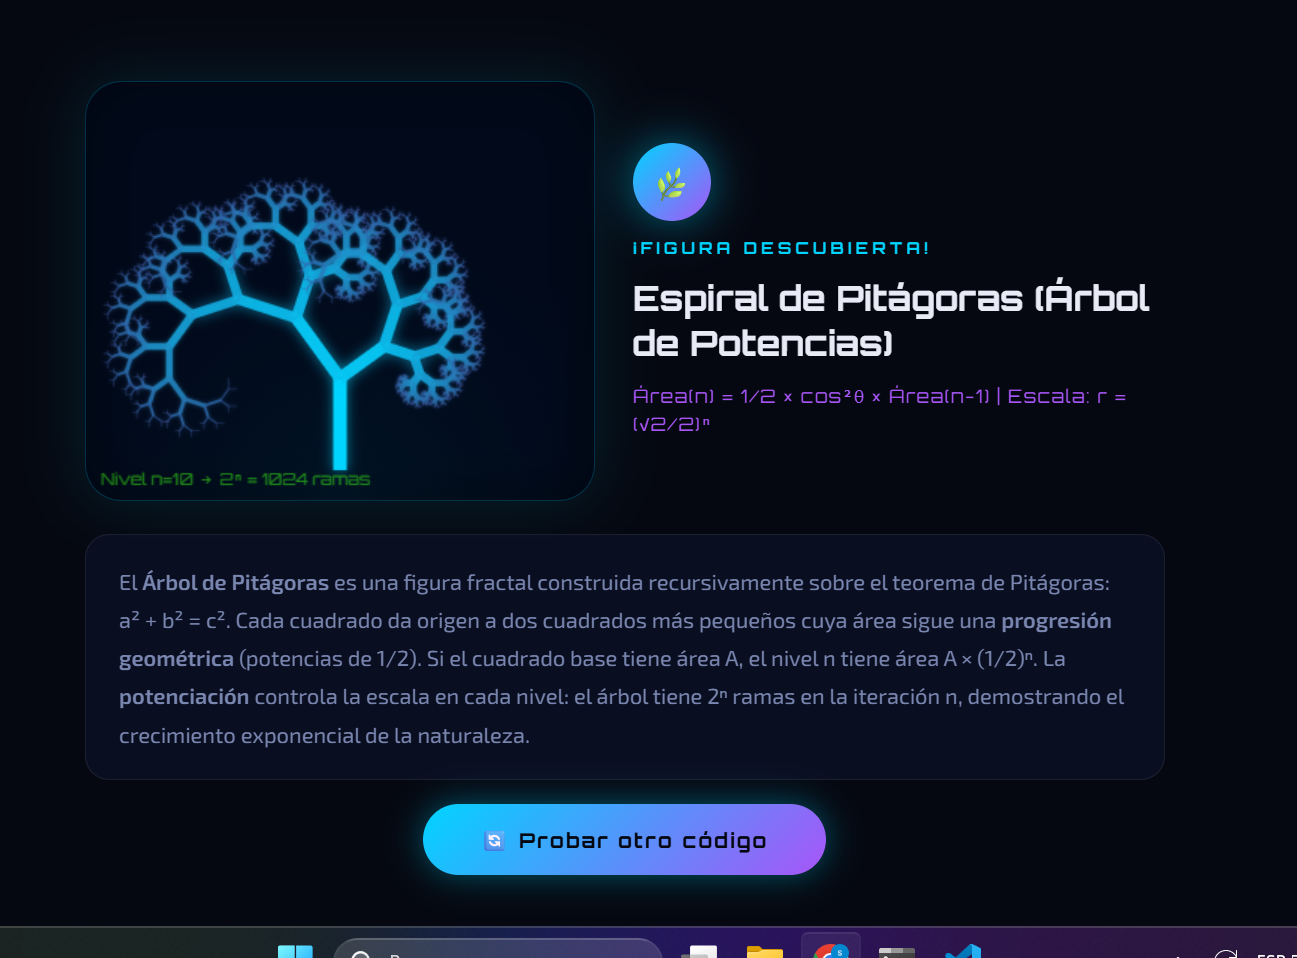 ¡FIGURA DESCUBIERTA!
Espiral de Pitágoras (Árbol
de Potencias)
Área(n) = 1/2 × cos²θ × Área(n-1) | Escala: r =
(√2/2)ⁿ
Nivel n=10 → 2ⁿ = 1024 ramas
El Árbol de Pitágoras es una figura fractal construida recursivamente sobre el teorema de Pitágoras:
a² + b² = c². Cada cuadrado da origen a dos cuadrados más pequeños cuya área sigue una progresión
geométrica (potencias de 1/2). Si el cuadrado base tiene área A, el nivel n tiene área A × (1/2)ⁿ. La
potenciación controla la escala en cada nivel: el árbol tiene 2ⁿ ramas en la iteración n, demostrando el
crecimiento exponencial de la naturaleza.
Probar otro código